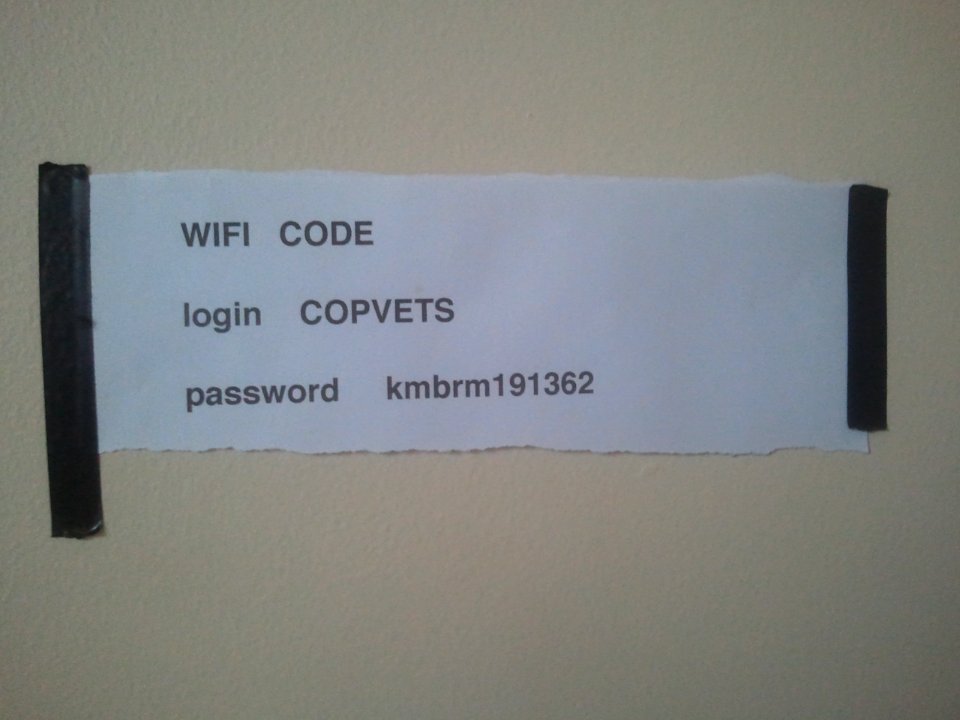 WIFI CODE
login COPVETS
password kmbrm191362